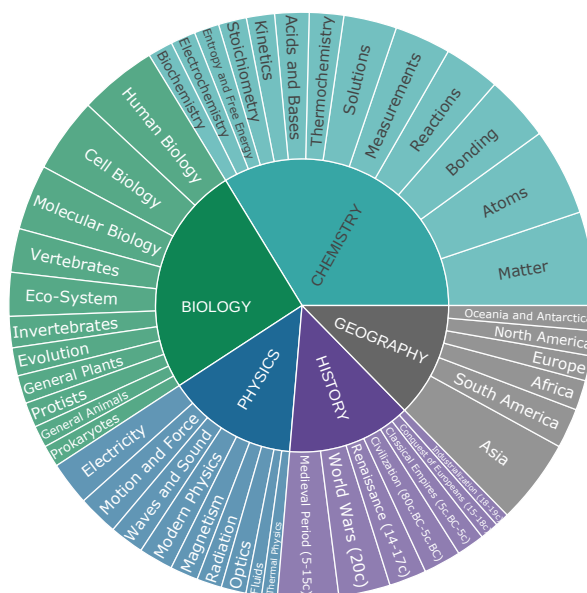 CHEMISTRY
BIOLOGY
PHYSICS
HISTORY
GEOGRAPHY
Matter
Atoms
Bonding
Reactions
Measurements
Solutions
Thermochemistry
Acids and Bases
Kinetics
Stoichiometry
Entropy and Free Energy
Electrochemistry
Biochemistry
Human Biology
Cell Biology
Molecular Biology
Vertebrates
Eco-System
Invertebrates
Evolution
General Plants
Protists
General Animals
Prokaryotes
Electricity
Motion and Force
Waves and Sound
Modern Physics
Magnetism
Radiation
Optics
Fluids
Thermal Physics
Medieval Period (5-15c)
World Wars (20c)
Renaissance (14-17c)
Civilization (80c.BC-5c.BC)
Classical Empires (5c.BC-5c)
Conquest of Europeans (15-18c)
Industrialization (18-19c)
Asia
South America
Africa
Europe
North America
Oceania and Antarctica